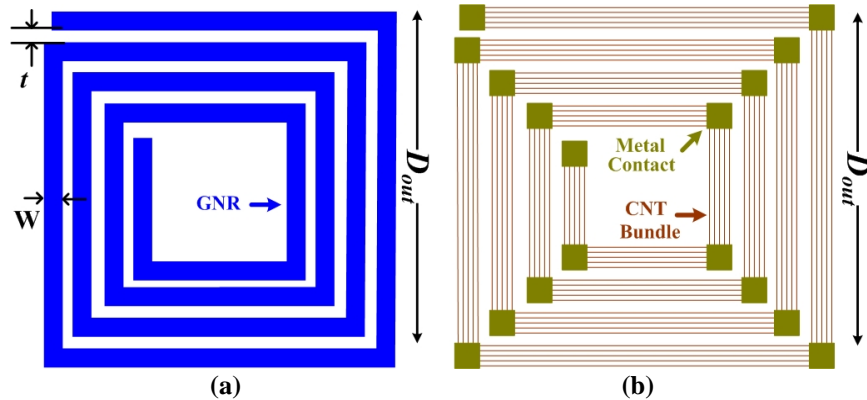 t
W
GNR
D_out
(a)
Metal
Contact
CNT
Bundle
D_out
(b)